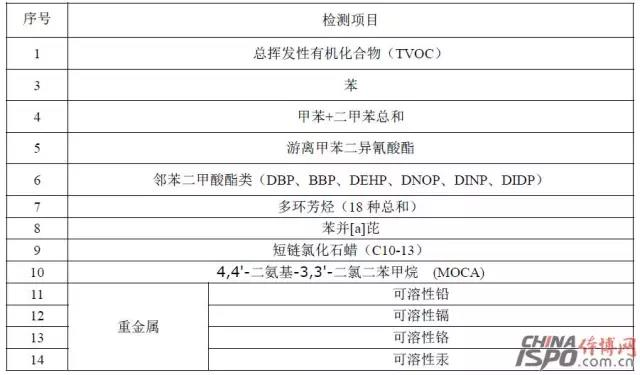 序号 检测项目
1 总挥发性有机化合物（TVOC）
3 苯
4 甲苯+二甲苯总和
5 游离甲苯二异氰酸酯
6 邻苯二甲酸酯类（DBP、BBP、DEHP、DNOP、DINP、DIDP）
7 多环芳烃（18 种总和）
8 苯并[a]芘
9 短链氯化石蜡（C10-13）
10 4,4'-二氨基-3,3'-二氯二苯甲烷 (MOCA)
11 重金属 可溶性铅
12 可溶性镉
13 可溶性铬
14 可溶性汞
CHINA 体博网
ISPO.com.cn